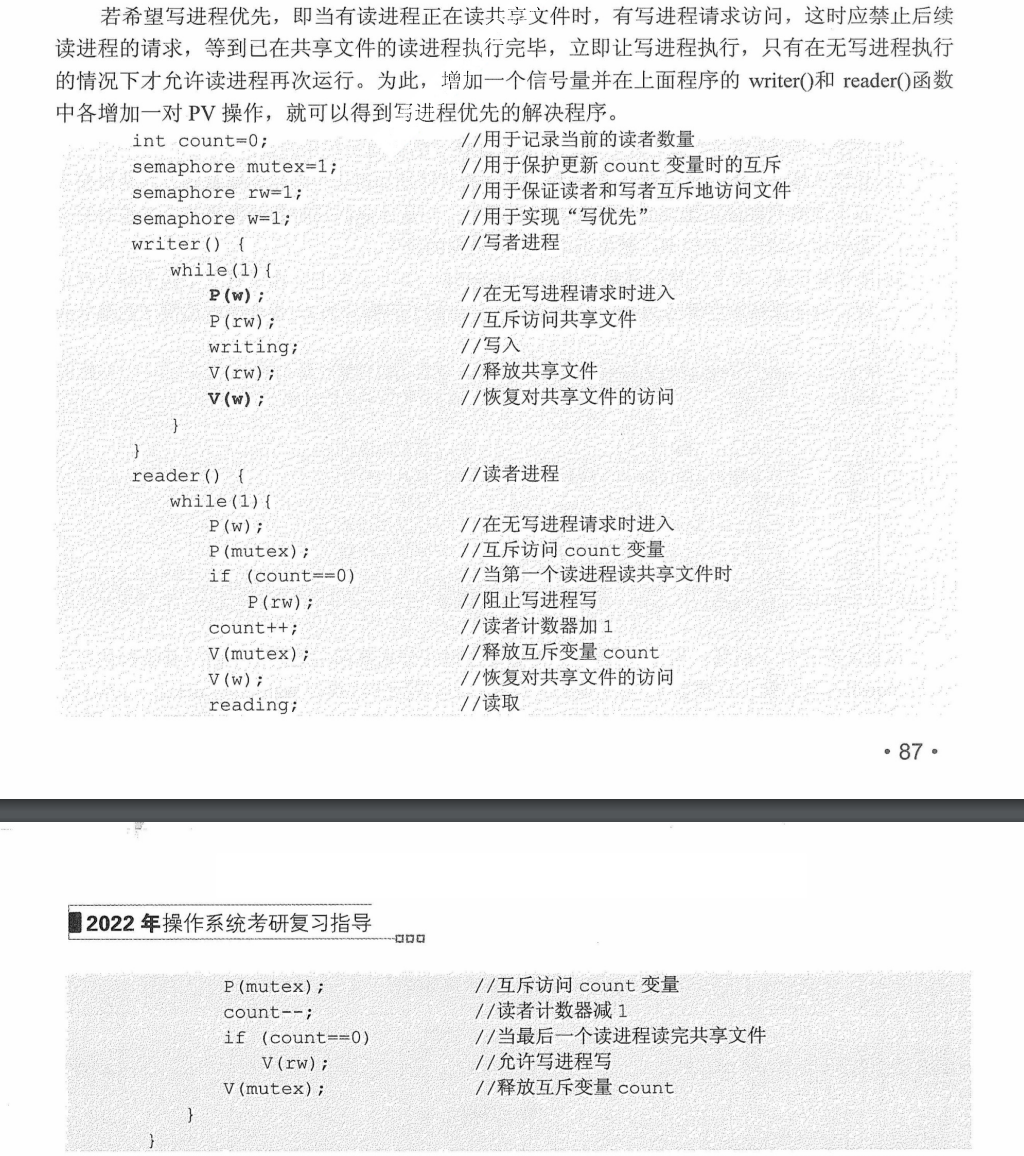 若希望写进程优先，即当有读进程正在读共享文件时，有写进程请求访问，这时应禁止后续
读进程的请求，等到已在共享文件的读进程执行完毕，立即让写进程执行，只有在无写进程执行
的情况下才允许读进程再次运行。为此，增加一个信号量并在上面程序的 writer()和 reader()函数
中各增加一对 PV 操作，就可以得到写进程优先的解决程序。
int count=0; //用于记录当前的读者数量
semaphore mutex=1; //用于保护更新 count 变量时的互斥
semaphore rw=1; //用于保证读者和写者互斥地访问文件
semaphore w=1; //用于实现“写优先”
writer() { //写者进程
while(1){
P(w); //在无写进程请求时进入
P(rw); //互斥访问共享文件
writing; //写入
V(rw); //释放共享文件
V(w); //恢复对共享文件的访问
}
}
reader() { //读者进程
while(1){
P(w); //在无写进程请求时进入
P(mutex); //互斥访问 count 变量
if (count==0) //当第一个读进程读共享文件时
P(rw); //阻止写进程写
count++; //读者计数器加 1
V(mutex); //释放互斥变量 count
V(w); //恢复对共享文件的访问
reading; //读取
• 87 •
2022 年操作系统考研复习指导
P(mutex); //互斥访问 count 变量
count--; //读者计数器减 1
if (count==0) //当最后一个读进程读完共享文件
V(rw); //允许写进程写
V(mutex); //释放互斥变量 count
}
}